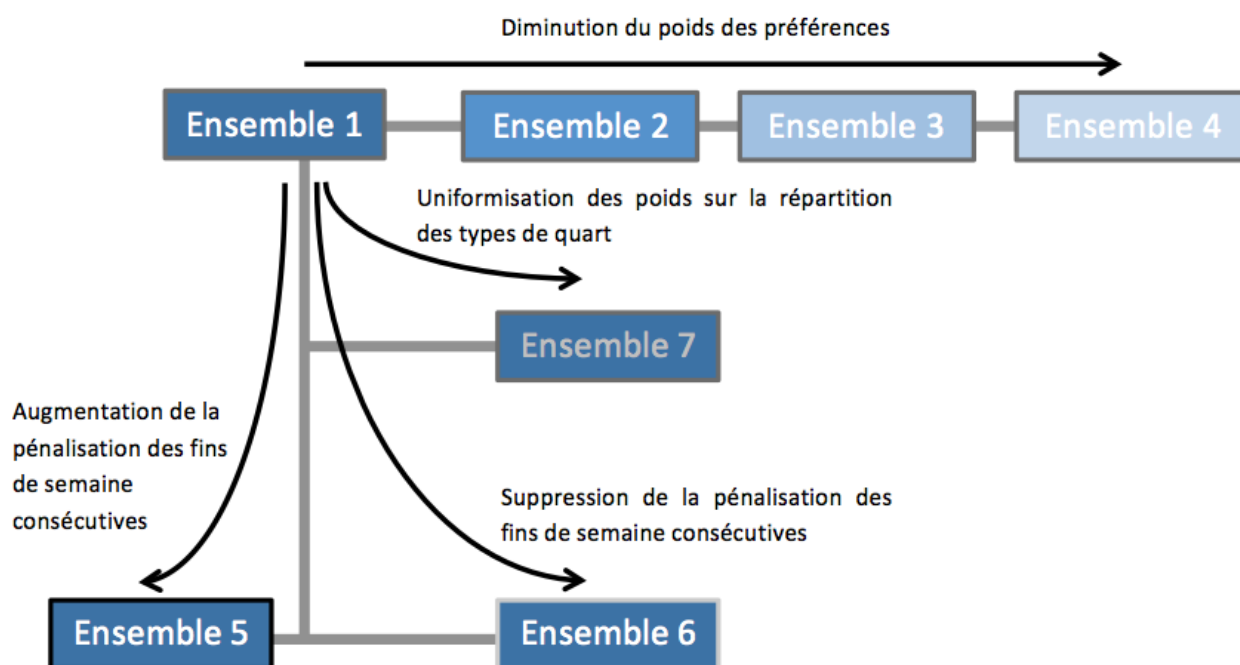 Diminution du poids des préférences
Ensemble 1
Ensemble 2
Ensemble 3
Ensemble 4
Uniformisation des poids sur la répartition
des types de quart
Ensemble 7
Augmentation de la
pénalisation des fins
de semaine
consécutives
Suppression de la pénalisation des
fins de semaine consécutives
Ensemble 5
Ensemble 6